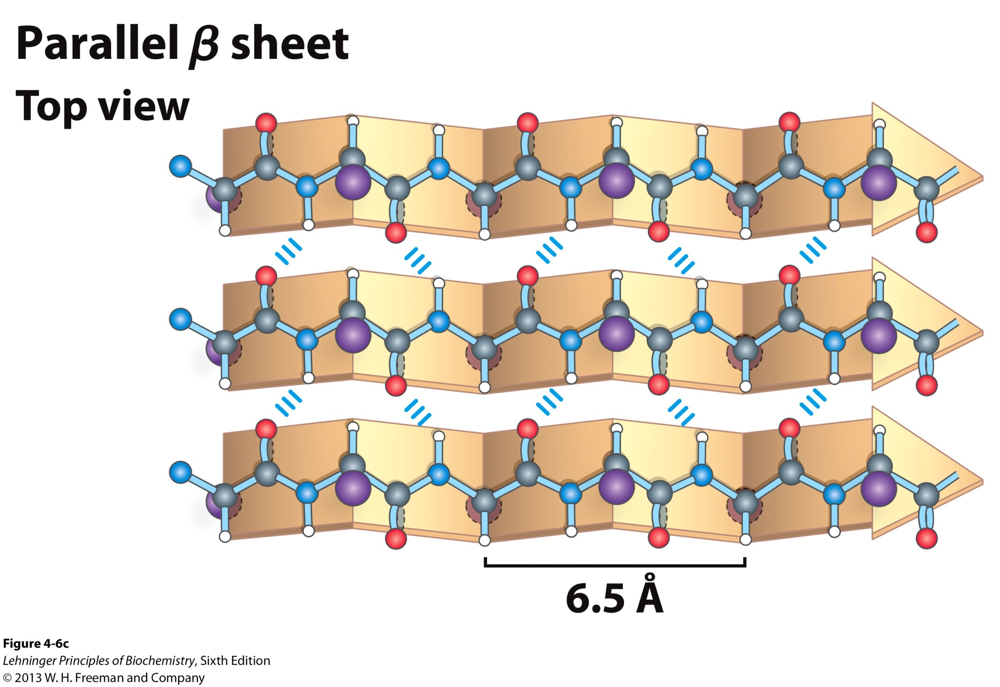 Parallel β sheet
Top view
6.5 Å
Figure 4-6c
Lehninger Principles of Biochemistry, Sixth Edition
© 2013 W. H. Freeman and Company